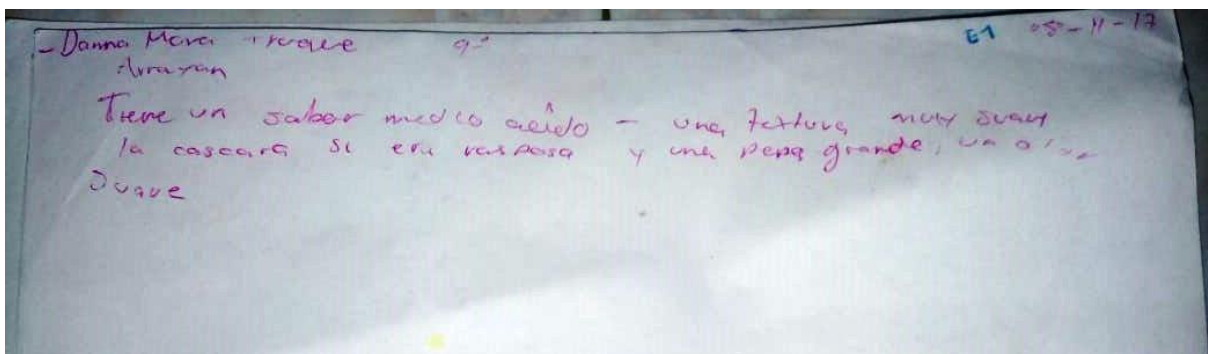 - Danna Mora 9° E1 08-11-17
Arrayan
Tiene un sabor medio acido - una textura muy suave
la cascara si era rasposa y una pepa grande, un
suave